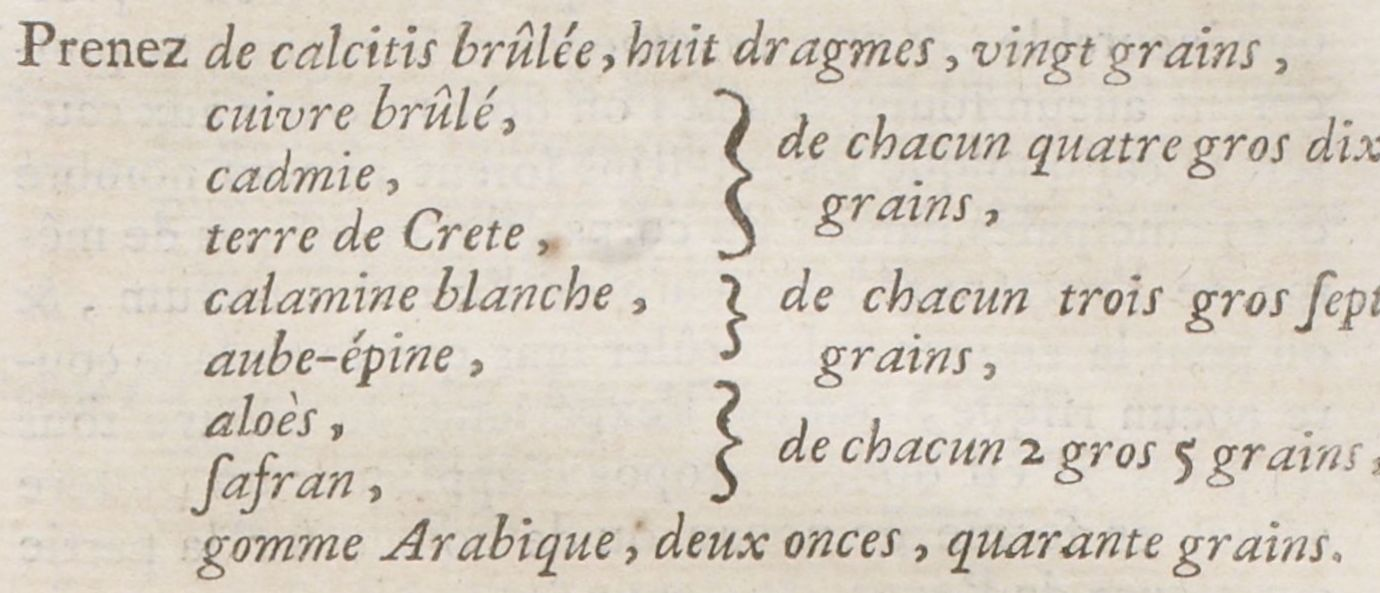 Prenez de calcitis brûlée, huit dragmes, vingt grains,
cuivre brûlé,
cadmie,
terre de Crete,
de chacun quatre gros dix
grains,
calamine blanche,
aube-épine,
de chacun trois gros ſept
grains,
aloès,
ſafran,
de chacun 2 gros 5 grains,
gomme Arabique, deux onces, quarante grains.